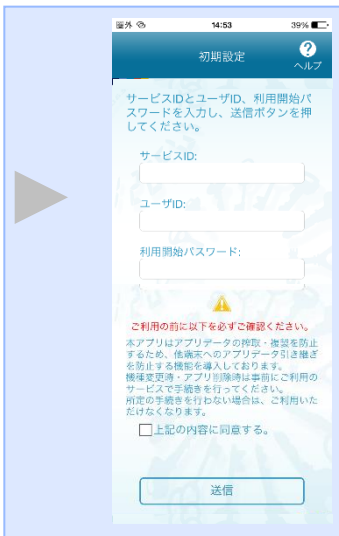 圏外 14:53 39%
初期設定
ヘルプ
サービスIDとユーザID、利用開始パ
スワードを入力し、送信ボタンを押
してください。
サービスID:
ユーザID:
利用開始パスワード:
ご利用の前に以下を必ずご確認ください。
本アプリはアプリデータの搾取・複製を防止
するため、他端末へのアプリデータ引き継ぎ
を防止する機能を導入しております。
機種変更時・アプリ削除時は事前にご利用の
サービスで手続きを行ってください。
所定の手続きを行わない場合は、ご利用いた
だけなくなります。
上記の内容に同意する。
送信